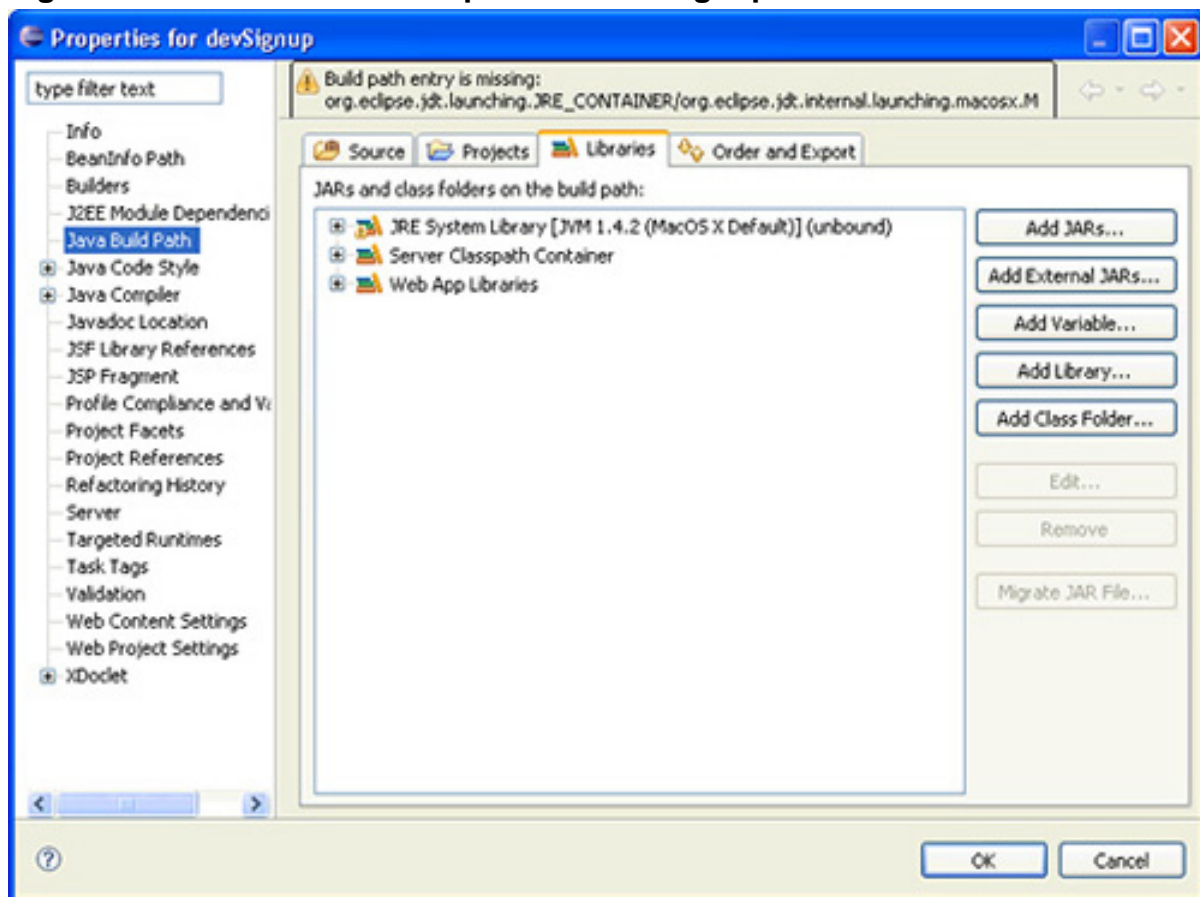 Properties for devSignup
type filter text
Build path entry is missing:
org.eclipse.jdt.launching.JRE_CONTAINER/org.eclipse.jdt.internal.launching.macosx.M
Info
BeanInfo Path
Builders
J2EE Module Dependenci
Java Build Path
Java Code Style
Java Compiler
Javadoc Location
JSF Library References
JSP Fragment
Profile Compliance and Va
Project Facets
Project References
Refactoring History
Server
Targeted Runtimes
Task Tags
Validation
Web Content Settings
Web Project Settings
XDoclet
Source Projects Libraries Order and Export
JARs and class folders on the build path:
JRE System Library [JVM 1.4.2 (MacOS X Default)] (unbound)
Server Classpath Container
Web App Libraries
Add JARs...
Add External JARs...
Add Variable...
Add Library...
Add Class Folder...
Edit...
Remove
Migrate JAR File...
OK Cancel